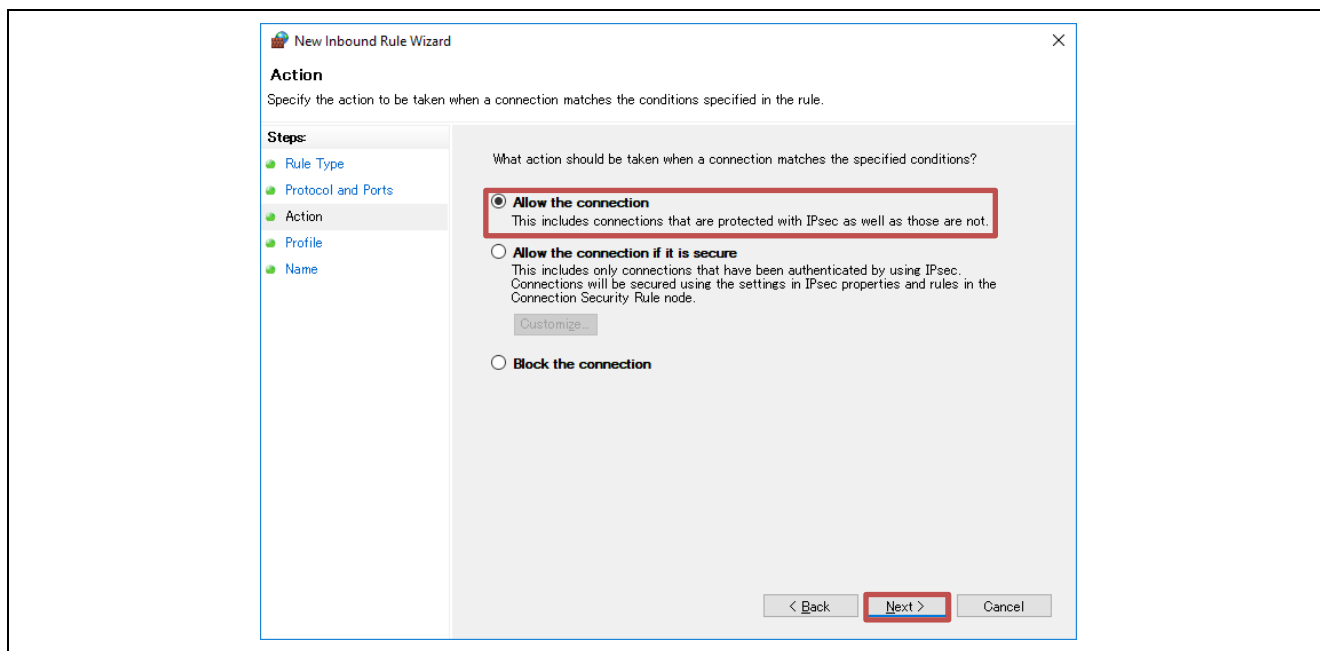 New Inbound Rule Wizard
Action
Specify the action to be taken when a connection matches the conditions specified in the rule.
Steps:
Rule Type
Protocol and Ports
Action
Profile
Name
What action should be taken when a connection matches the specified conditions?
Allow the connection
This includes connections that are protected with IPsec as well as those are not.
Allow the connection if it is secure
This includes only connections that have been authenticated by using IPsec.
Connections will be secured using the settings in IPsec properties and rules in the
Connection Security Rule node.
Customize...
Block the connection
< Back
Next >
Cancel